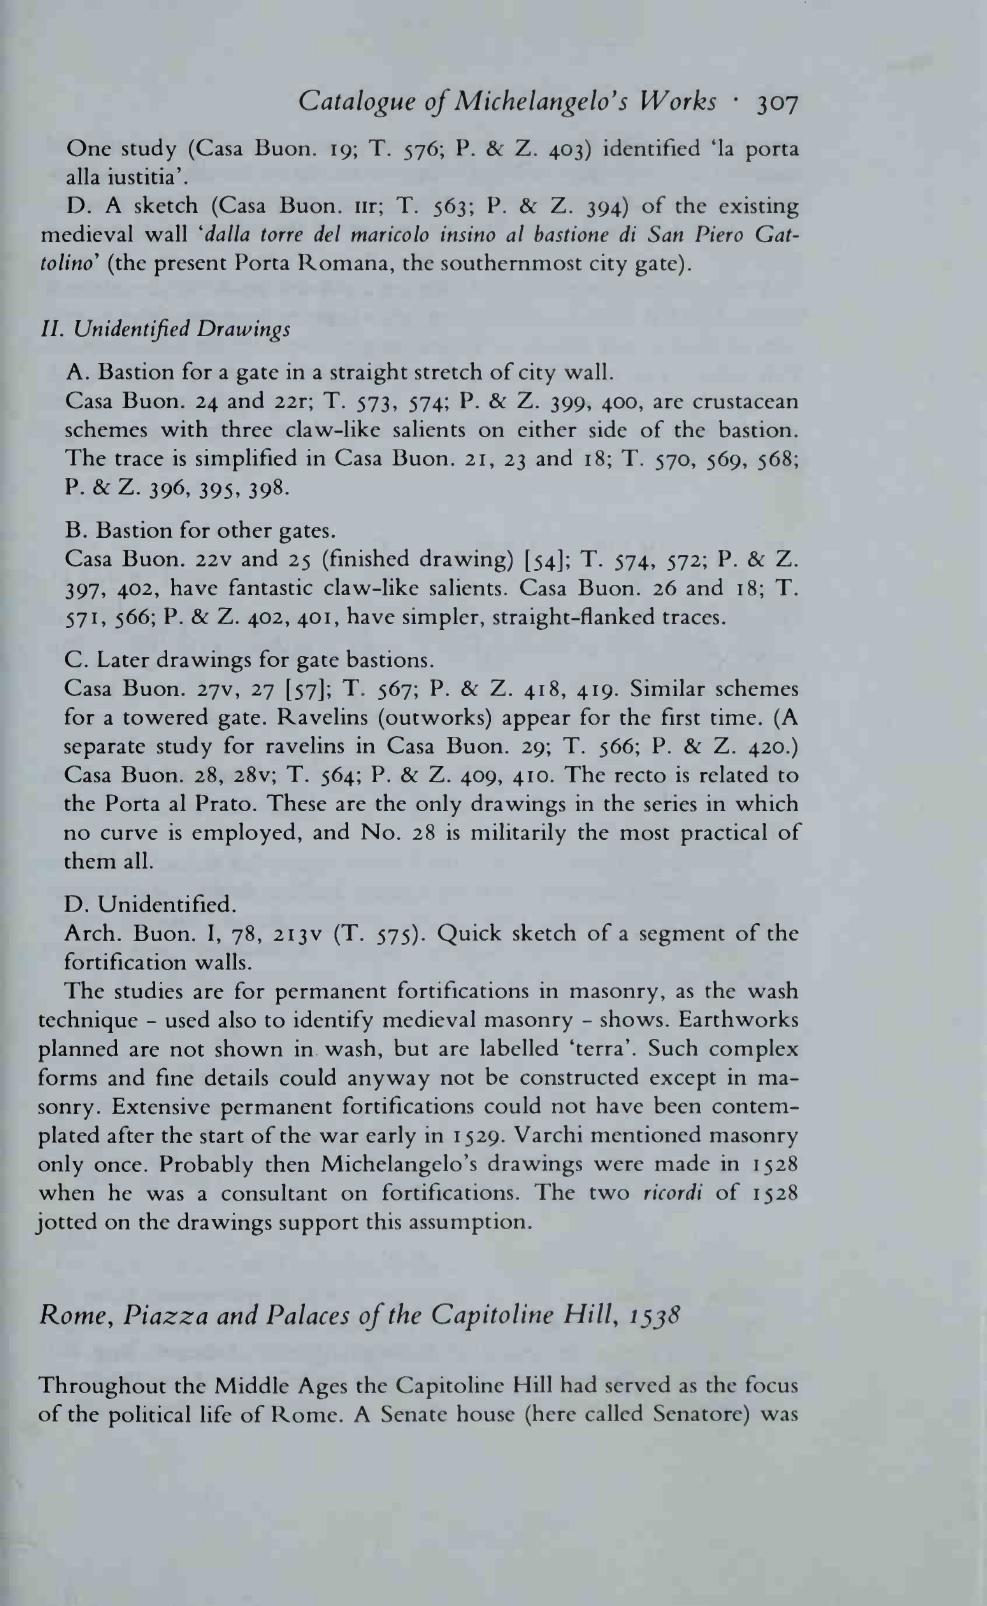 Catalogue of Michelangelo's Works · 307
One study (Casa Buon. 19; T. 576; P. & Z. 403) identified 'la porta
alla iustitia'.
D. A sketch (Casa Buon. 11r; T. 563; P. & Z. 394) of the existing
medieval wall 'dalla torre del maricolo insino al bastione di San Piero Gat-
tolino' (the present Porta Romana, the southernmost city gate).
II. Unidentified Drawings
A. Bastion for a gate in a straight stretch of city wall.
Casa Buon. 24 and 22r; T. 573, 574; P. & Z. 399, 400, are crustacean
schemes with three claw-like salients on either side of the bastion.
The trace is simplified in Casa Buon. 21, 23 and 18; T. 570, 569, 568;
P. & Z. 396, 395, 398.
B. Bastion for other gates.
Casa Buon. 22v and 25 (finished drawing) [54]; T. 574, 572; P. & Z.
397, 402, have fantastic claw-like salients. Casa Buon. 26 and 18; T.
571, 566; P. & Z. 402, 401, have simpler, straight-flanked traces.
C. Later drawings for gate bastions.
Casa Buon. 27v, 27 [57]; T. 567; P. & Z. 418, 419. Similar schemes
for a towered gate. Ravelins (outworks) appear for the first time. (A
separate study for ravelins in Casa Buon. 29; T. 566; P. & Z. 420.)
Casa Buon. 28, 28v; T. 564; P. & Z. 409, 410. The recto is related to
the Porta al Prato. These are the only drawings in the series in which
no curve is employed, and No. 28 is militarily the most practical of
them all.
D. Unidentified.
Arch. Buon. I, 78, 213v (T. 575). Quick sketch of a segment of the
fortification walls.
The studies are for permanent fortifications in masonry, as the wash
technique – used also to identify medieval masonry – shows. Earthworks
planned are not shown in wash, but are labelled 'terra'. Such complex
forms and fine details could anyway not be constructed except in ma-
sonry. Extensive permanent fortifications could not have been contem-
plated after the start of the war early in 1529. Varchi mentioned masonry
only once. Probably then Michelangelo's drawings were made in 1528
when he was a consultant on fortifications. The two ricordi of 1528
jotted on the drawings support this assumption.
Rome, Piazza and Palaces of the Capitoline Hill, 1538
Throughout the Middle Ages the Capitoline Hill had served as the focus
of the political life of Rome. A Senate house (here called Senatore) was